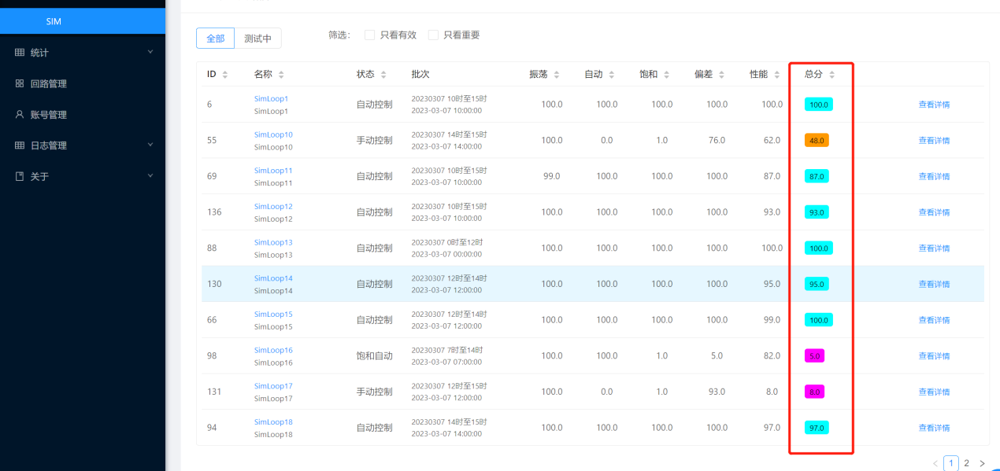 SIM
统计
回路管理
账号管理
日志管理
关于
全部 测试中 筛选: 只看有效 只看重要
ID 名称 状态 批次 振荡 自动 饱和 偏差 性能 总分
6 SimLoop1 自动控制 20230307 10时至15时 100.0 100.0 100.0 100.0 100.0 100.0 查看详情
SimLoop1 2023-03-07 10:00:00
55 SimLoop10 手动控制 20230307 14时至15时 100.0 0.0 1.0 76.0 62.0 48.0 查看详情
SimLoop10 2023-03-07 14:00:00
69 SimLoop11 自动控制 20230307 10时至15时 99.0 100.0 100.0 100.0 87.0 87.0 查看详情
SimLoop11 2023-03-07 10:00:00
136 SimLoop12 自动控制 20230307 10时至15时 100.0 100.0 100.0 100.0 93.0 93.0 查看详情
SimLoop12 2023-03-07 10:00:00
88 SimLoop13 自动控制 20230307 0时至12时 100.0 100.0 100.0 100.0 100.0 100.0 查看详情
SimLoop13 2023-03-07 00:00:00
130 SimLoop14 自动控制 20230307 12时至14时 100.0 100.0 100.0 100.0 95.0 95.0 查看详情
SimLoop14 2023-03-07 12:00:00
66 SimLoop15 自动控制 20230307 12时至14时 100.0 100.0 100.0 100.0 99.0 100.0 查看详情
SimLoop15 2023-03-07 12:00:00
98 SimLoop16 饱和自动 20230307 7时至14时 100.0 100.0 1.0 5.0 82.0 5.0 查看详情
SimLoop16 2023-03-07 07:00:00
131 SimLoop17 手动控制 20230307 12时至15时 100.0 0.0 1.0 93.0 8.0 8.0 查看详情
SimLoop17 2023-03-07 12:00:00
94 SimLoop18 自动控制 20230307 14时至15时 100.0 100.0 100.0 100.0 97.0 97.0 查看详情
SimLoop18 2023-03-07 14:00:00
1 2